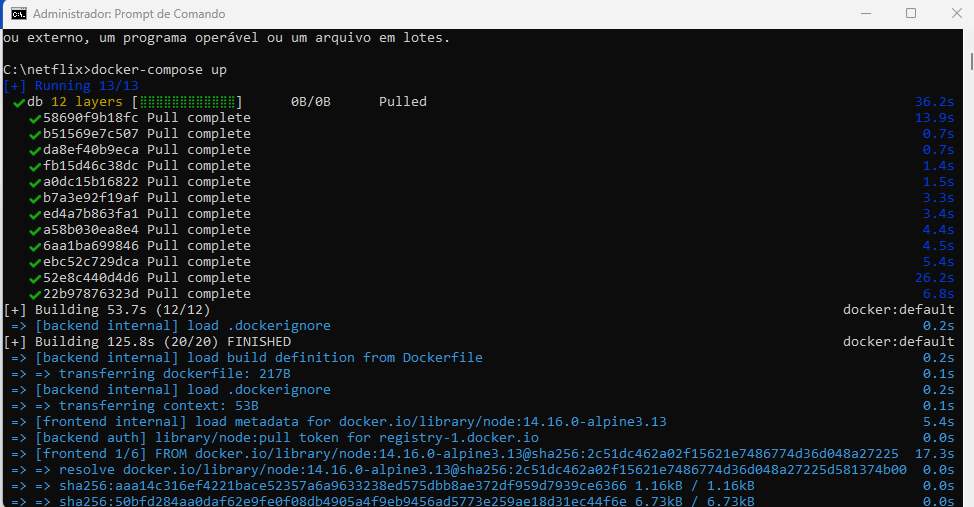 Administrador: Prompt de Comando
ou externo, um programa operável ou um arquivo em lotes.
C:\netflix>docker-compose up
[+] Running 13/13
db 12 layers [⣿⣿⣿⣿⣿⣿⣿⣿⣿⣿⣿⣿] 0B/0B Pulled 36.2s
58690f9b18fc Pull complete 13.9s
b51569e7c507 Pull complete 0.7s
da8ef40b9eca Pull complete 0.7s
fb15d46c38dc Pull complete 1.4s
a0dc15b16822 Pull complete 1.5s
b7a3e92f19af Pull complete 3.3s
ed4a7b863fa1 Pull complete 3.4s
a58b030ea8e4 Pull complete 4.4s
6aa1ba699846 Pull complete 4.5s
ebc52c729dca Pull complete 5.4s
52e8c440d4d6 Pull complete 26.2s
22b97876323d Pull complete 6.8s
[+] Building 53.7s (12/12) docker:default
=> [backend internal] load .dockerignore 0.2s
[+] Building 125.8s (20/20) FINISHED docker:default
=> [backend internal] load build definition from Dockerfile 0.2s
=> => transferring dockerfile: 217B 0.1s
=> [backend internal] load .dockerignore 0.2s
=> => transferring context: 53B 0.1s
=> [frontend internal] load metadata for docker.io/library/node:14.16.0-alpine3.13 5.4s
=> [backend auth] library/node:pull token for registry-1.docker.io 0.0s
=> [frontend 1/6] FROM docker.io/library/node:14.16.0-alpine3.13@sha256:2c51dc462a02f15621e7486774d36d048a27225 17.3s
=> => resolve docker.io/library/node:14.16.0-alpine3.13@sha256:2c51dc462a02f15621e7486774d36d048a27225d581374b00 0.0s
=> => sha256:aaa14c316ef4221bace52357a6a9633238ed575dbb8ae372df959d7939ce6366 1.16kB / 1.16kB 0.0s
=> => sha256:50bfd284aa0daf62e9fe0f08db4905a4f9eb9456ad5773e259ae18d31ec44f6e 6.73kB / 6.73kB 0.0s